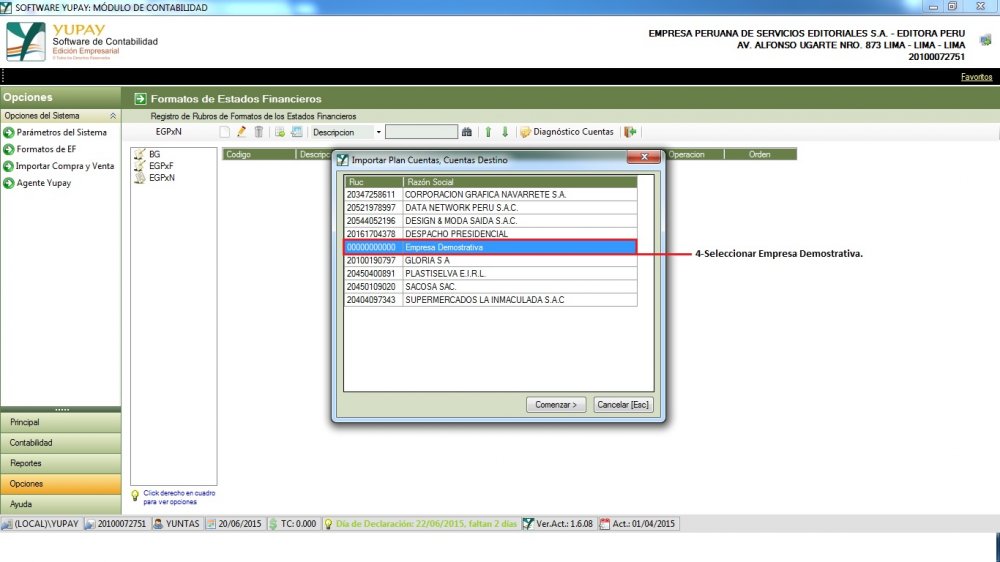 SOFTWARE YUPAY: MÓDULO DE CONTABILIDAD
YUPAY
Software de Contabilidad
Edición Empresarial
© Todos los Derechos Reservados
EMPRESA PERUANA DE SERVICIOS EDITORIALES S.A. - EDITORA PERU
AV. ALFONSO UGARTE NRO. 873 LIMA - LIMA - LIMA
20100072751
Favoritos
Opciones
Formatos de Estados Financieros
Opciones del Sistema
Registro de Rubros de Formatos de los Estados Financieros
Parámetros del Sistema
Formatos de EF
Importar Compra y Venta
Agente Yupay
EGPxN
Descripcion
Diagnóstico Cuentas
BG
EGPxF
EGPxN
Codigo
Descripc
Operacion
Orden
Importar Plan Cuentas, Cuentas Destino
Ruc
Razón Social
20347258611 CORPORACION GRAFICA NAVARRETE S.A.
20521978997 DATA NETWORK PERU S.A.C.
20544052196 DESIGN & MODA SAIDA S.A.C.
20161704378 DESPACHO PRESIDENCIAL
00000000000 Empresa Demostrativa
20100190797 GLORIA S A
20450400891 PLASTISELVA E.I.R.L.
20450109020 SACOSA SAC.
20404097343 SUPERMERCADOS LA INMACULADA S.A.C
4-Seleccionar Empresa Demostrativa.
Comenzar >
Cancelar [Esc]
Principal
Contabilidad
Reportes
Opciones
Ayuda
Click derecho en cuadro
para ver opciones
(LOCAL)\YUPAY
20100072751
YUNTAS
20/06/2015
TC: 0.000
Día de Declaración: 22/06/2015, faltan 2 días
Ver.Act.: 1.6.08
Act.: 01/04/2015